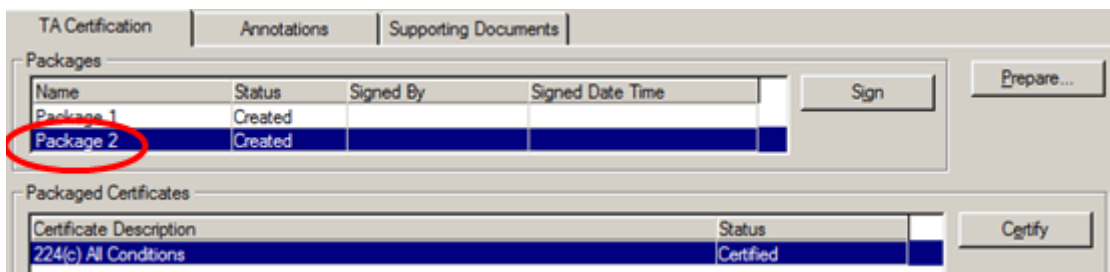 TA Certification Annotations Supporting Documents
Packages
Prepare...
Name Status Signed By Signed Date Time
Sign
Package 1 Created
Package 2 Created
Packaged Certificates
Certificate Description Status
Certify
224(c) All Conditions Certified